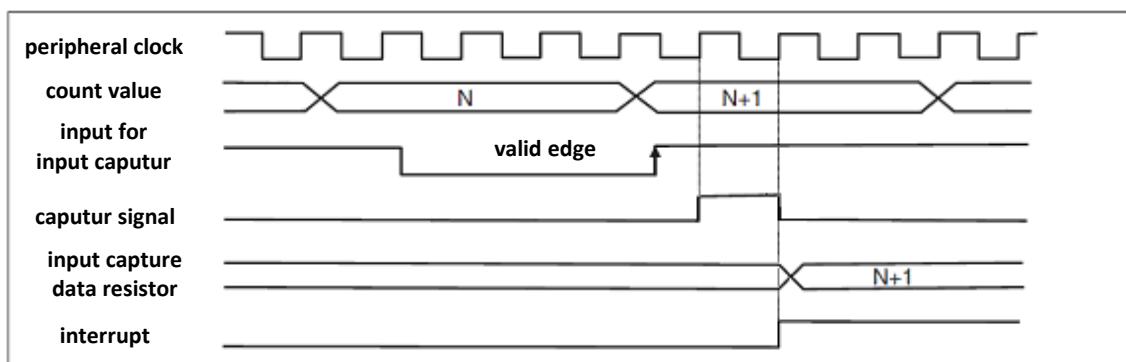 peripheral clock
count value
N
N+1
input for
input caputur
valid edge
caputur signal
input capture
data resistor
N+1
interrupt